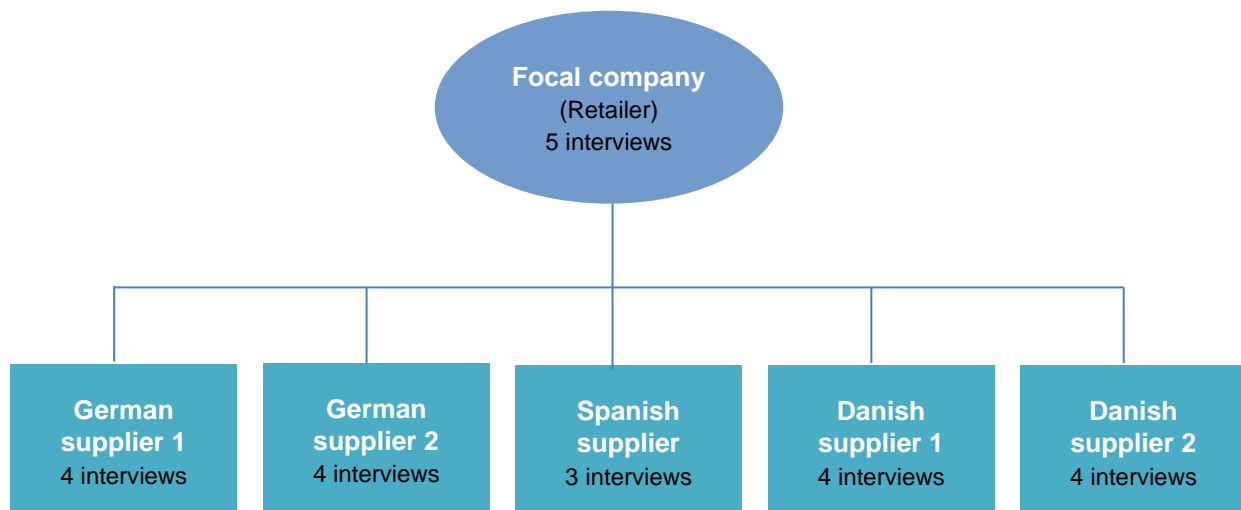 Focal company
(Retailer)
5 interviews
German
supplier 1
4 interviews
German
supplier 2
4 interviews
Spanish
supplier
3 interviews
Danish
supplier 1
4 interviews
Danish
supplier 2
4 interviews